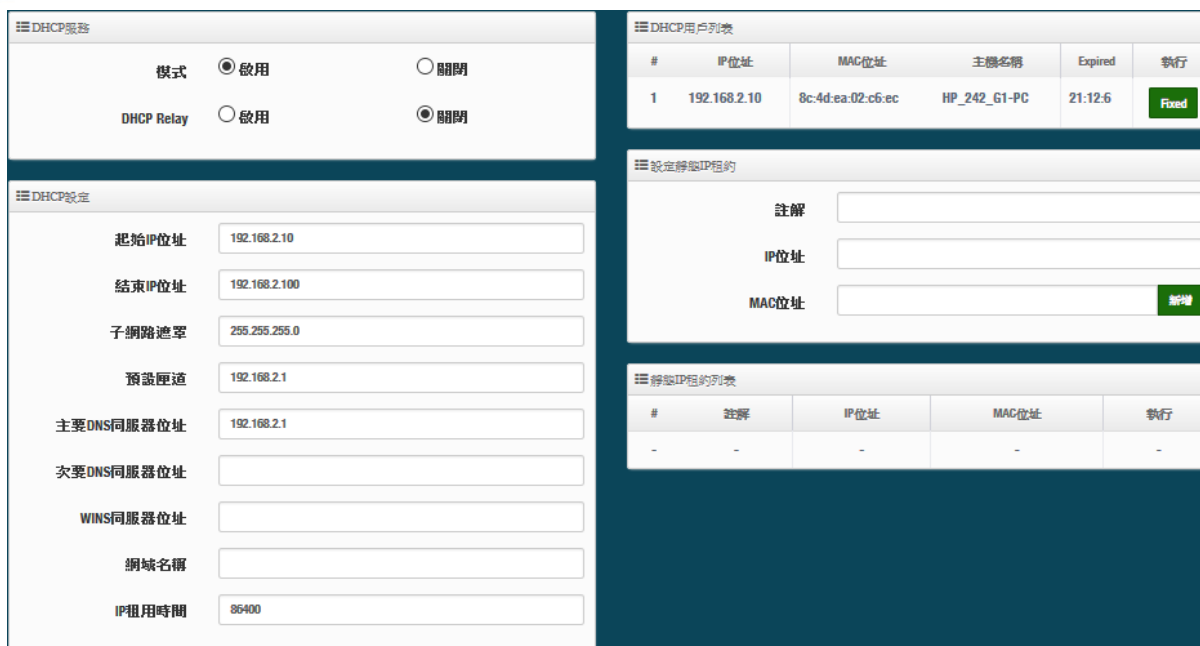 DHCP服務
模式 啟用 關閉
DHCP Relay 啟用 關閉
DHCP設定
起始IP位址 192.168.2.10
結束IP位址 192.168.2.100
子網路遮罩 255.255.255.0
預設匣道 192.168.2.1
主要DNS伺服器位址 192.168.2.1
次要DNS伺服器位址
WINS伺服器位址
網域名稱
IP租用時間 86400
DHCP用戶列表
# IP位址 MAC位址 主機名稱 Expired 執行
1 192.168.2.10 8c:4d:ea:02:c6:ec HP_242_G1-PC 21:12:6 Fixed
設定靜態IP租約
註解
IP位址
MAC位址 新增
靜態IP租約列表
# 註解 IP位址 MAC位址 執行
- - - - -